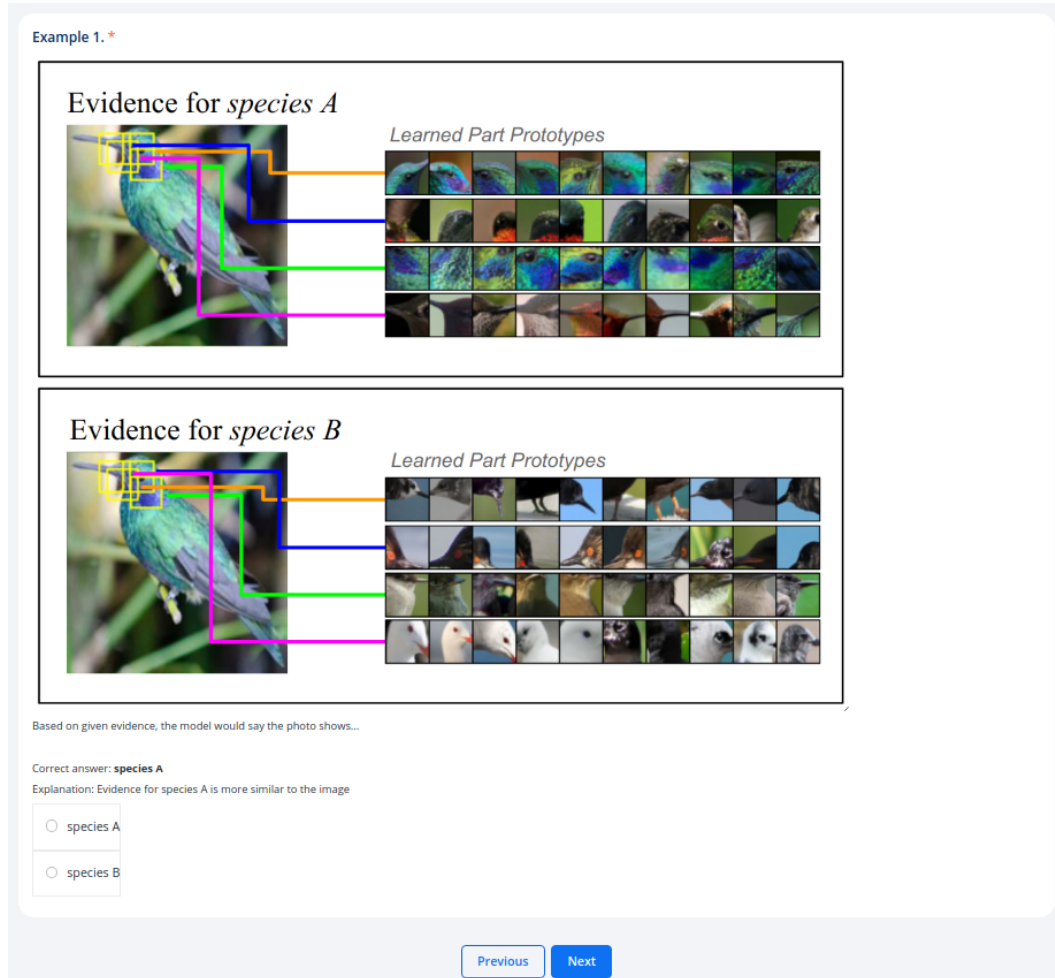 Example 1. *
Evidence for species A
Learned Part Prototypes
Evidence for species B
Learned Part Prototypes
Based on given evidence, the model would say the photo shows...
Correct answer: species A
Explanation: Evidence for species A is more similar to the image
species A
species B
Previous
Next